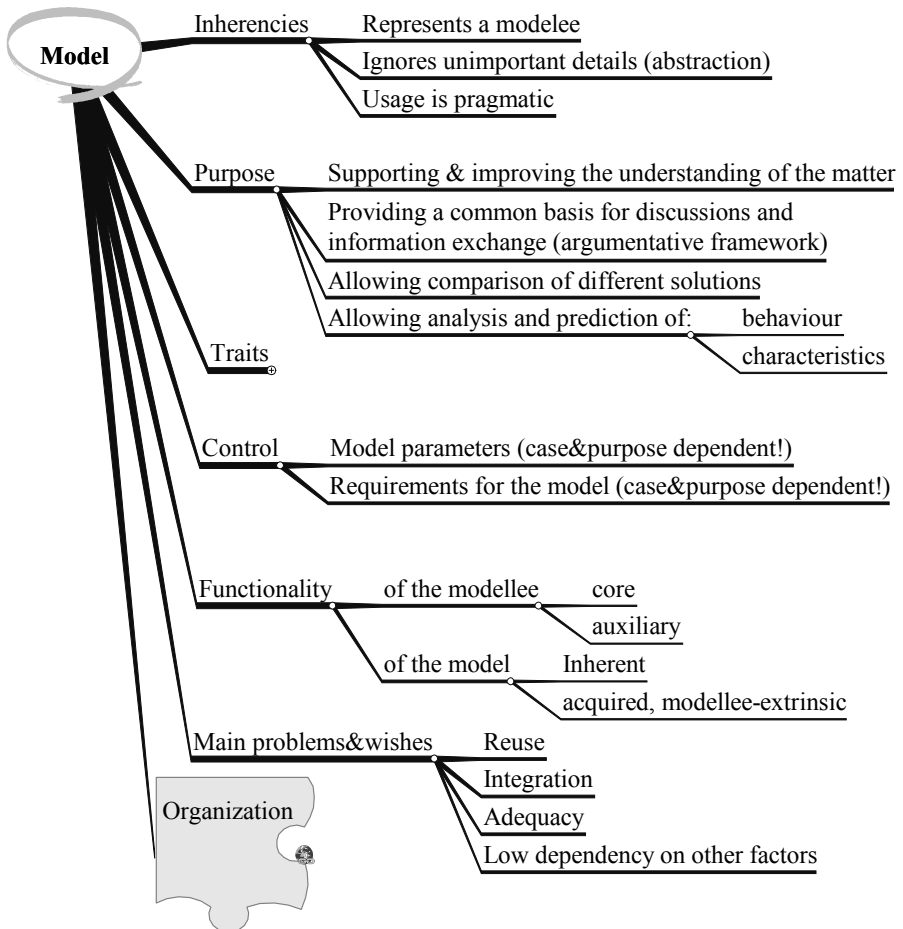 Model
Inherencies
Represents a modelee
Ignores unimportant details (abstraction)
Usage is pragmatic
Purpose
Supporting & improving the understanding of the matter
Providing a common basis for discussions and
information exchange (argumentative framework)
Allowing comparison of different solutions
Allowing analysis and prediction of:
behaviour
characteristics
Traits
Control
Model parameters (case&purpose dependent!)
Requirements for the model (case&purpose dependent!)
Functionality
of the modellee
core
auxiliary
of the model
Inherent
acquired, modellee-extrinsic
Main problems&wishes
Reuse
Integration
Adequacy
Low dependency on other factors
Organization